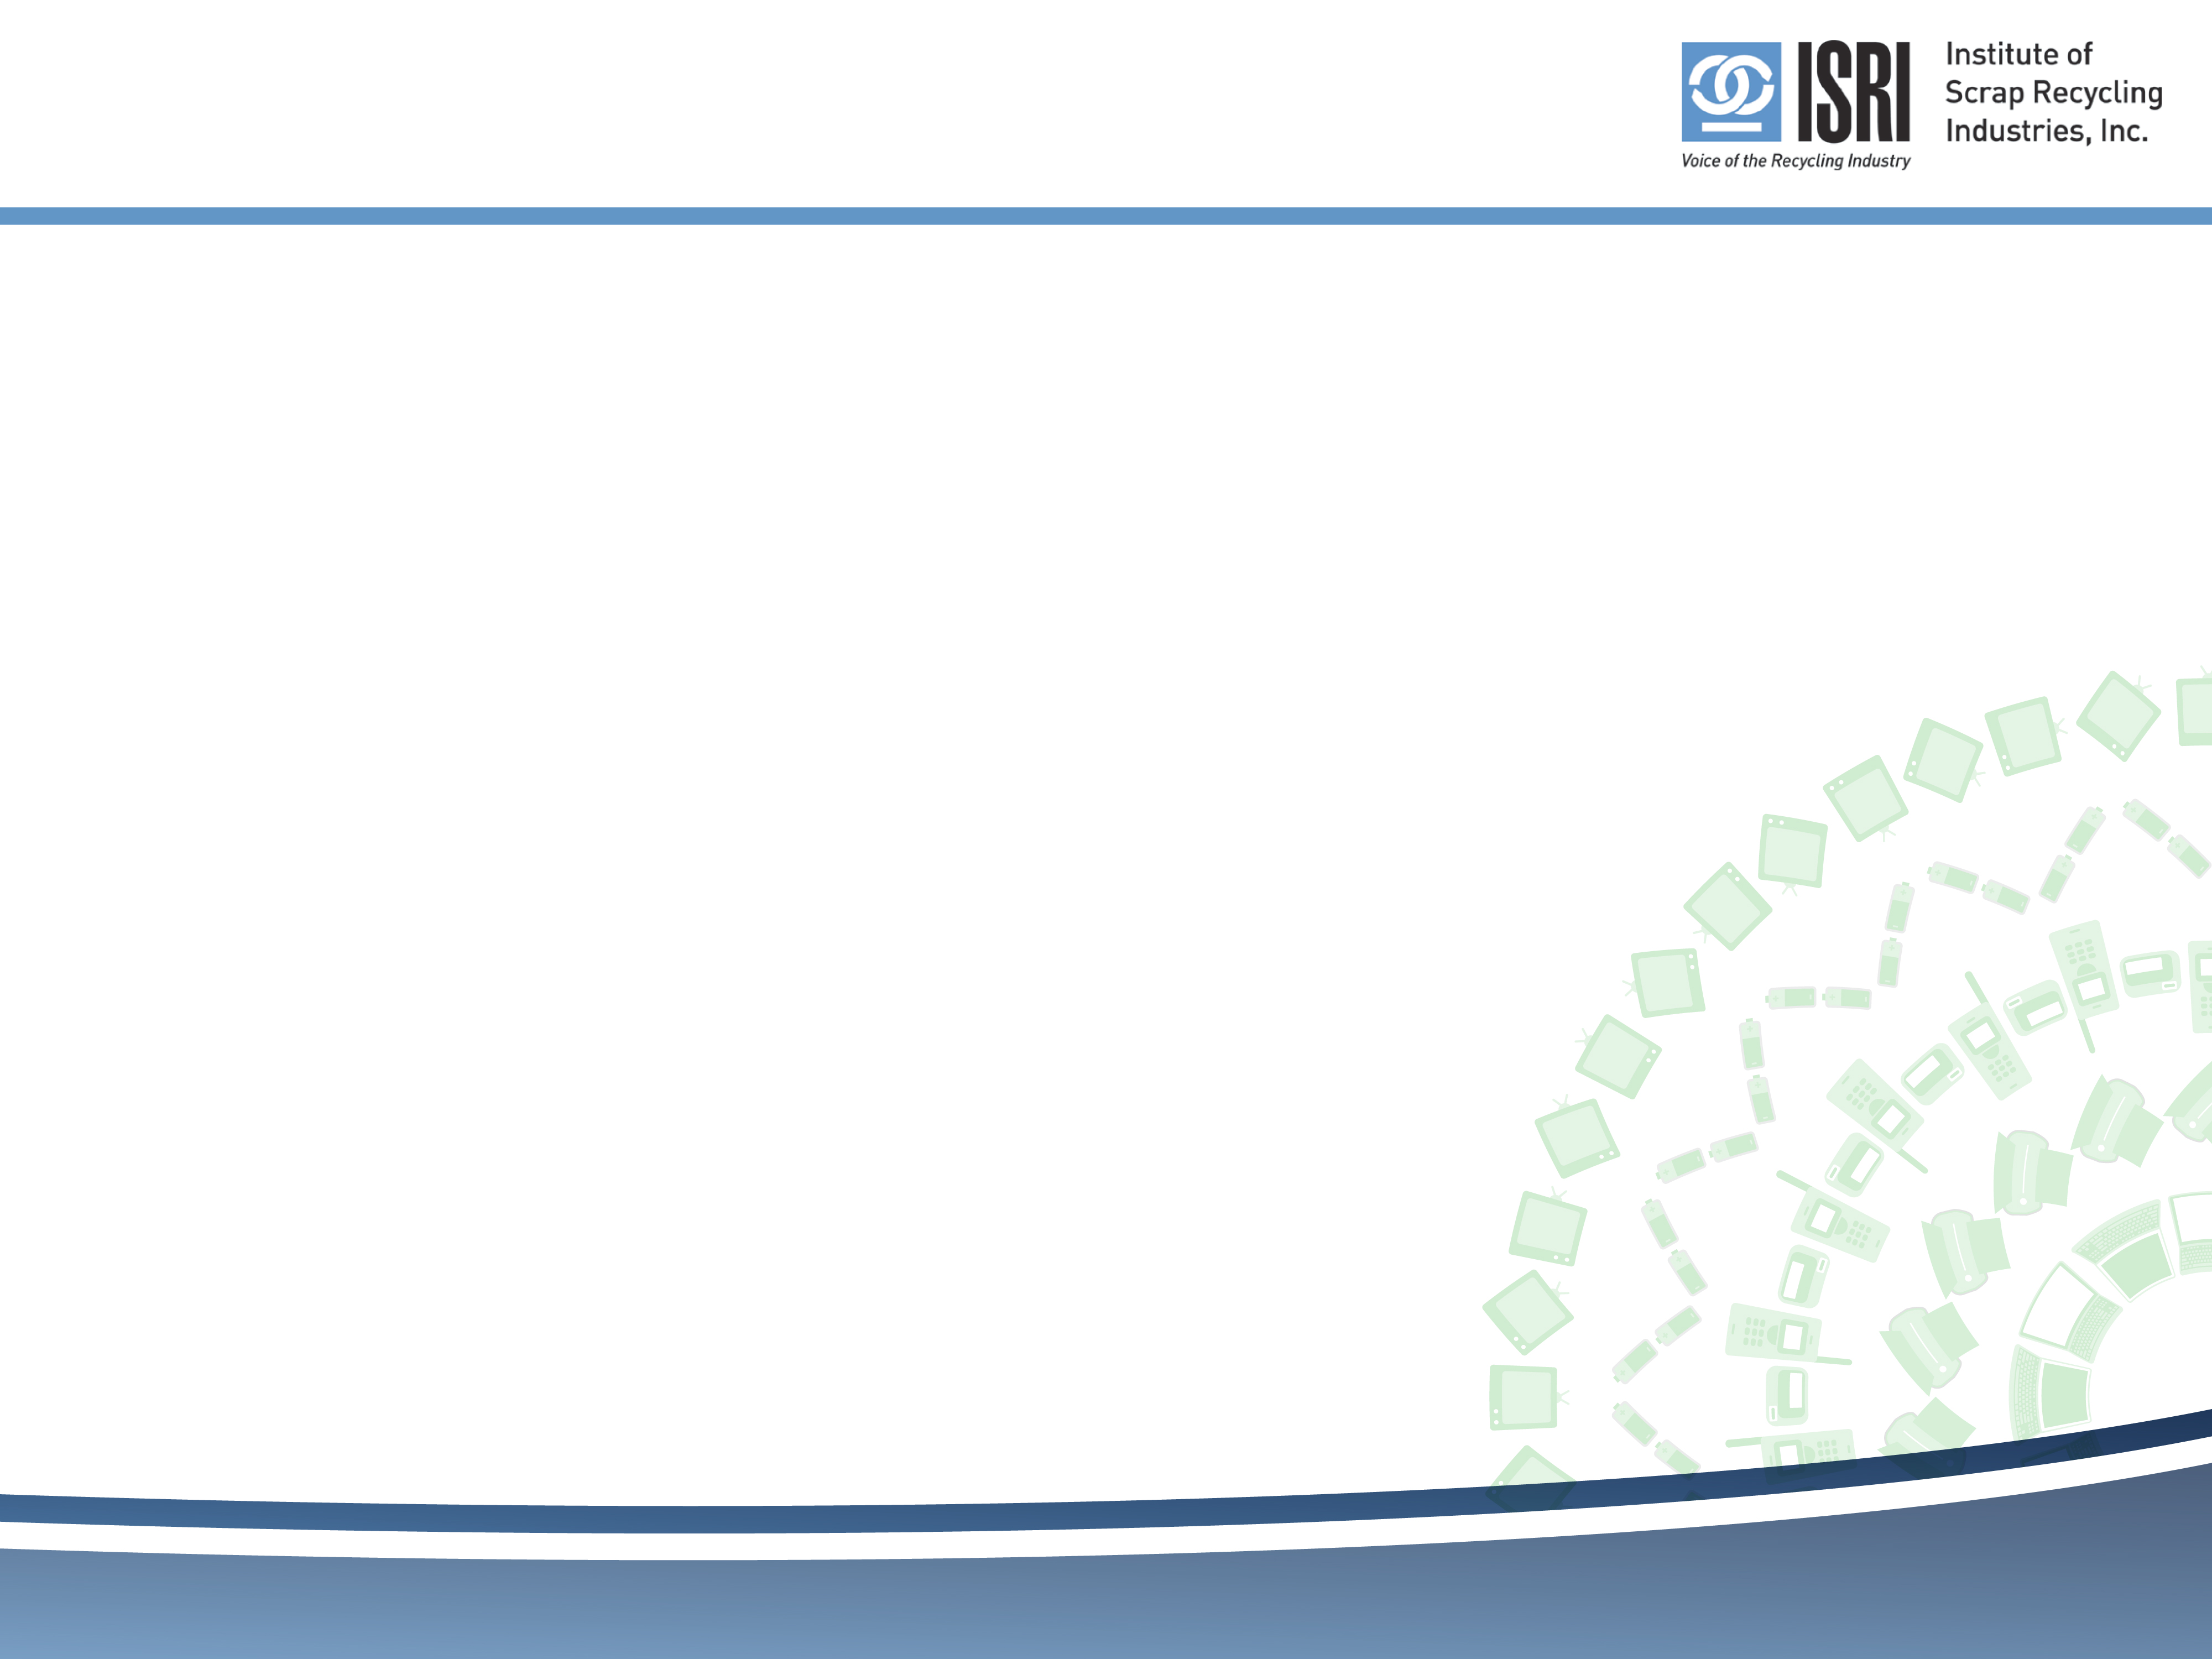 ISRI
Voice of the Recycling Industry
Institute of
Scrap Recycling
Industries, Inc.